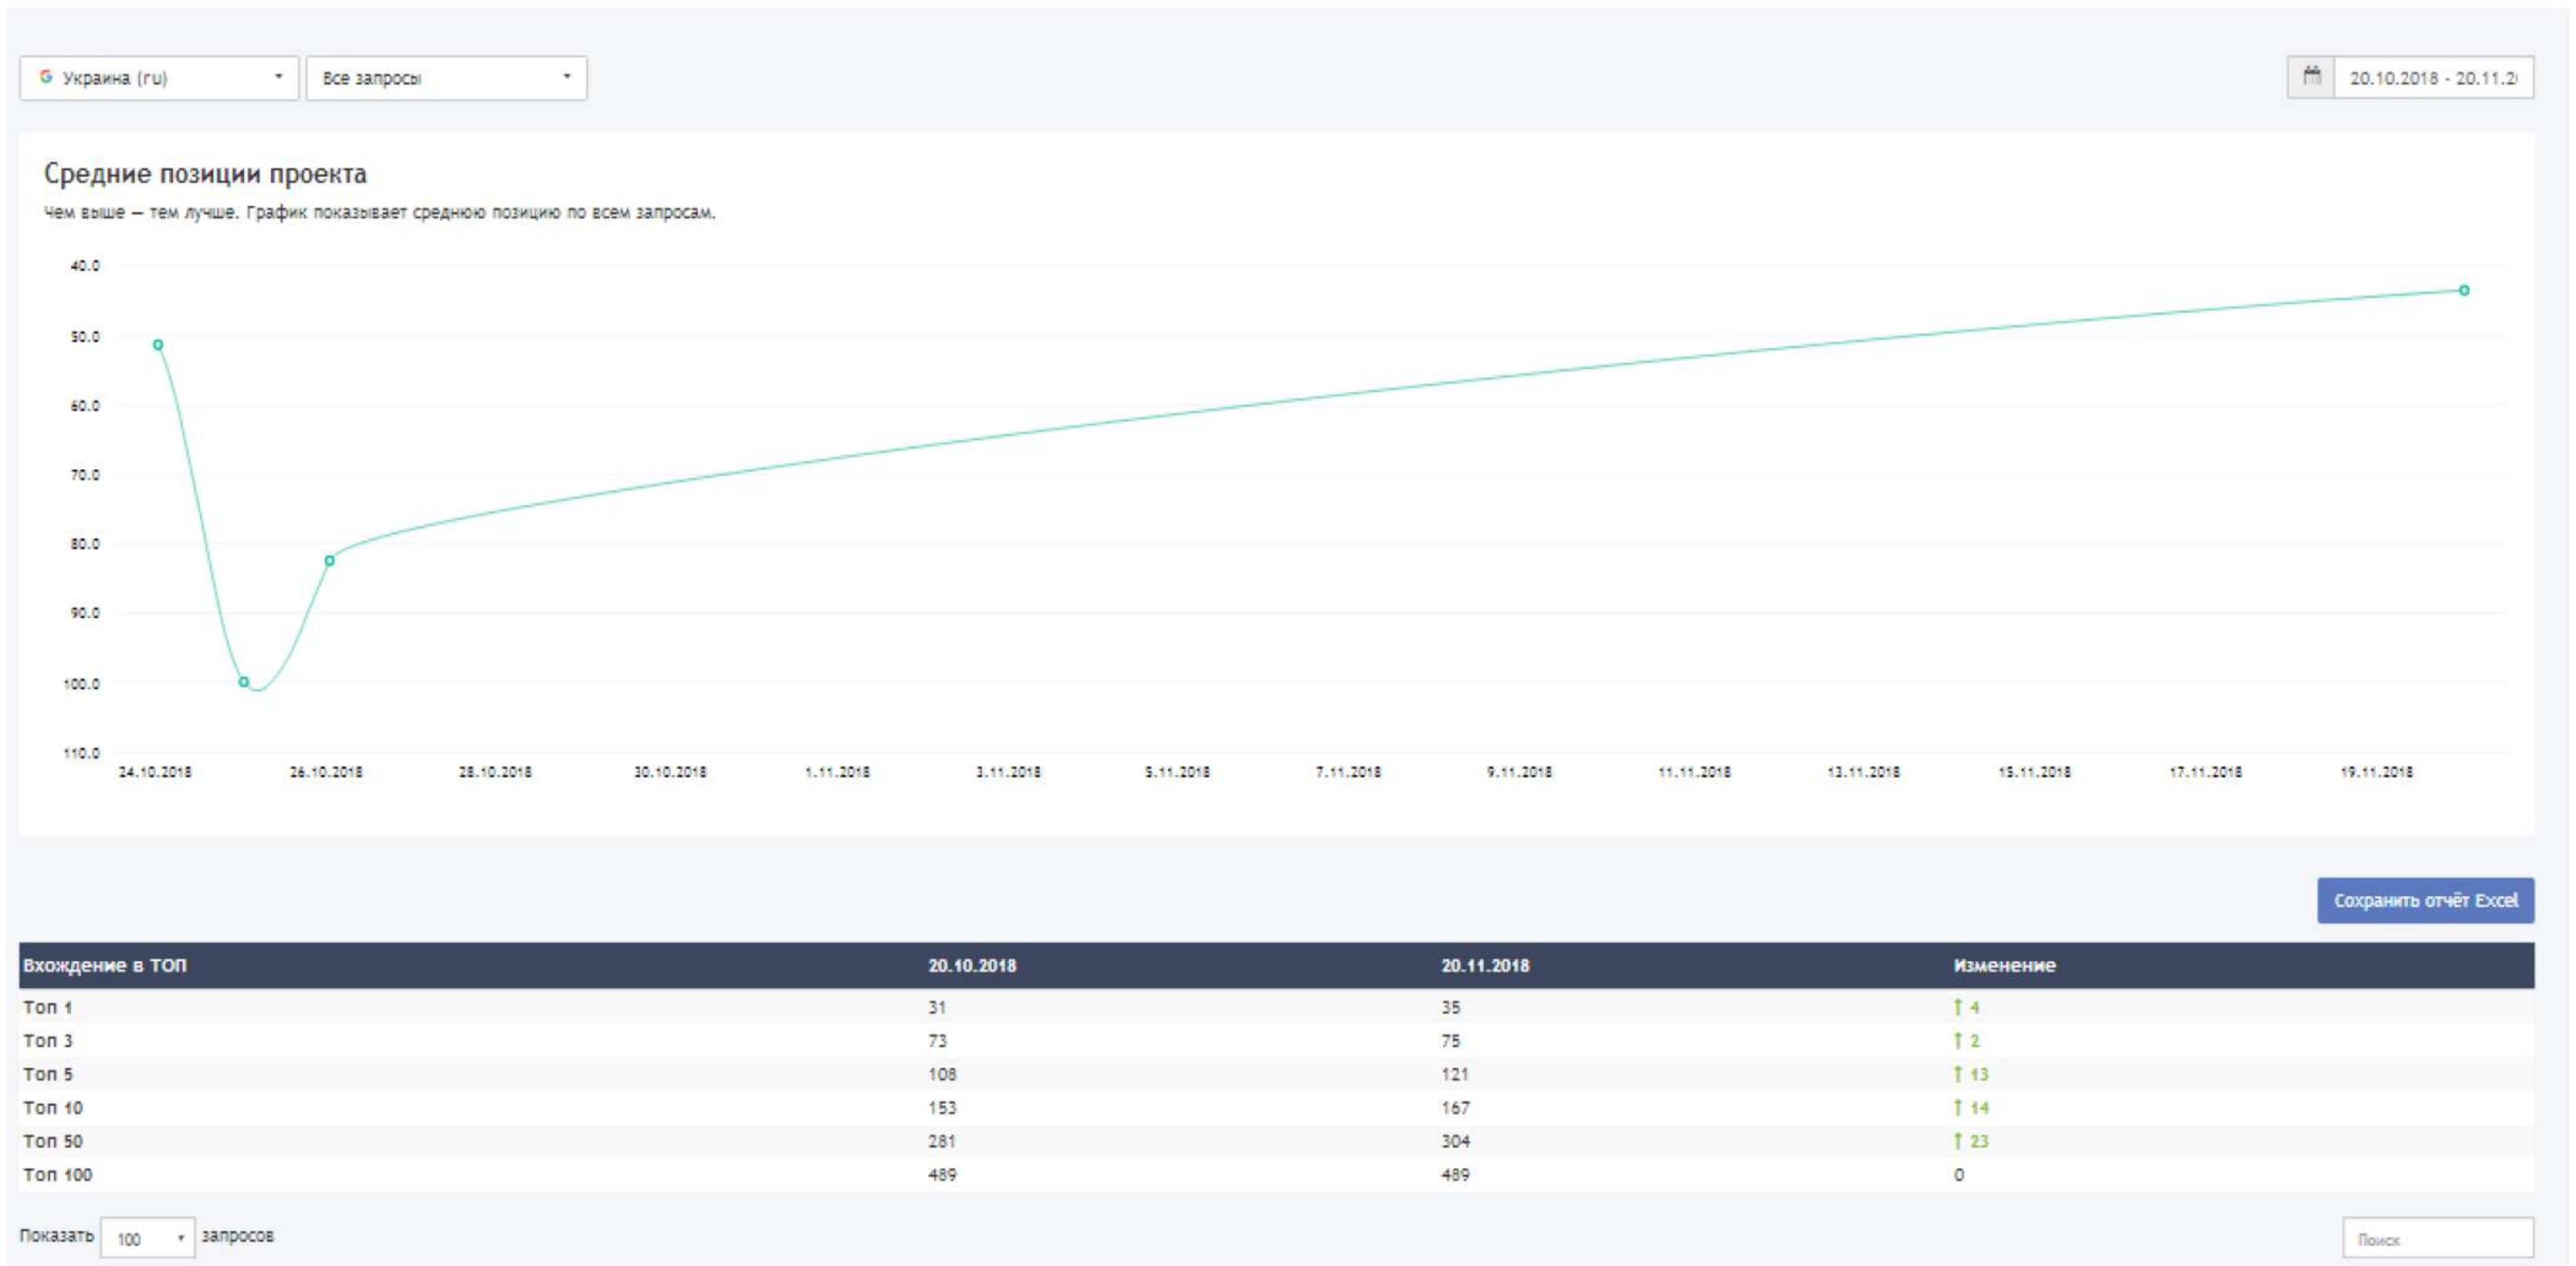 Украина (ru) Все запросы 20.10.2018 - 20.11.2
Средние позиции проекта
Чем выше — тем лучше. График показывает среднюю позицию по всем запросам.
40.0
50.0
60.0
70.0
80.0
90.0
100.0
110.0
24.10.2018 26.10.2018 28.10.2018 30.10.2018 1.11.2018 3.11.2018 5.11.2018 7.11.2018 9.11.2018 11.11.2018 13.11.2018 15.11.2018 17.11.2018 19.11.2018
Сохранить отчёт Excel
Вхождение в ТОП 20.10.2018 20.11.2018 Изменение
Топ 1 31 35 ↑ 4
Топ 3 73 75 ↑ 2
Топ 5 108 121 ↑ 13
Топ 10 153 167 ↑ 14
Топ 50 281 304 ↑ 23
Топ 100 489 489 0
Показать 100 запросов Поиск